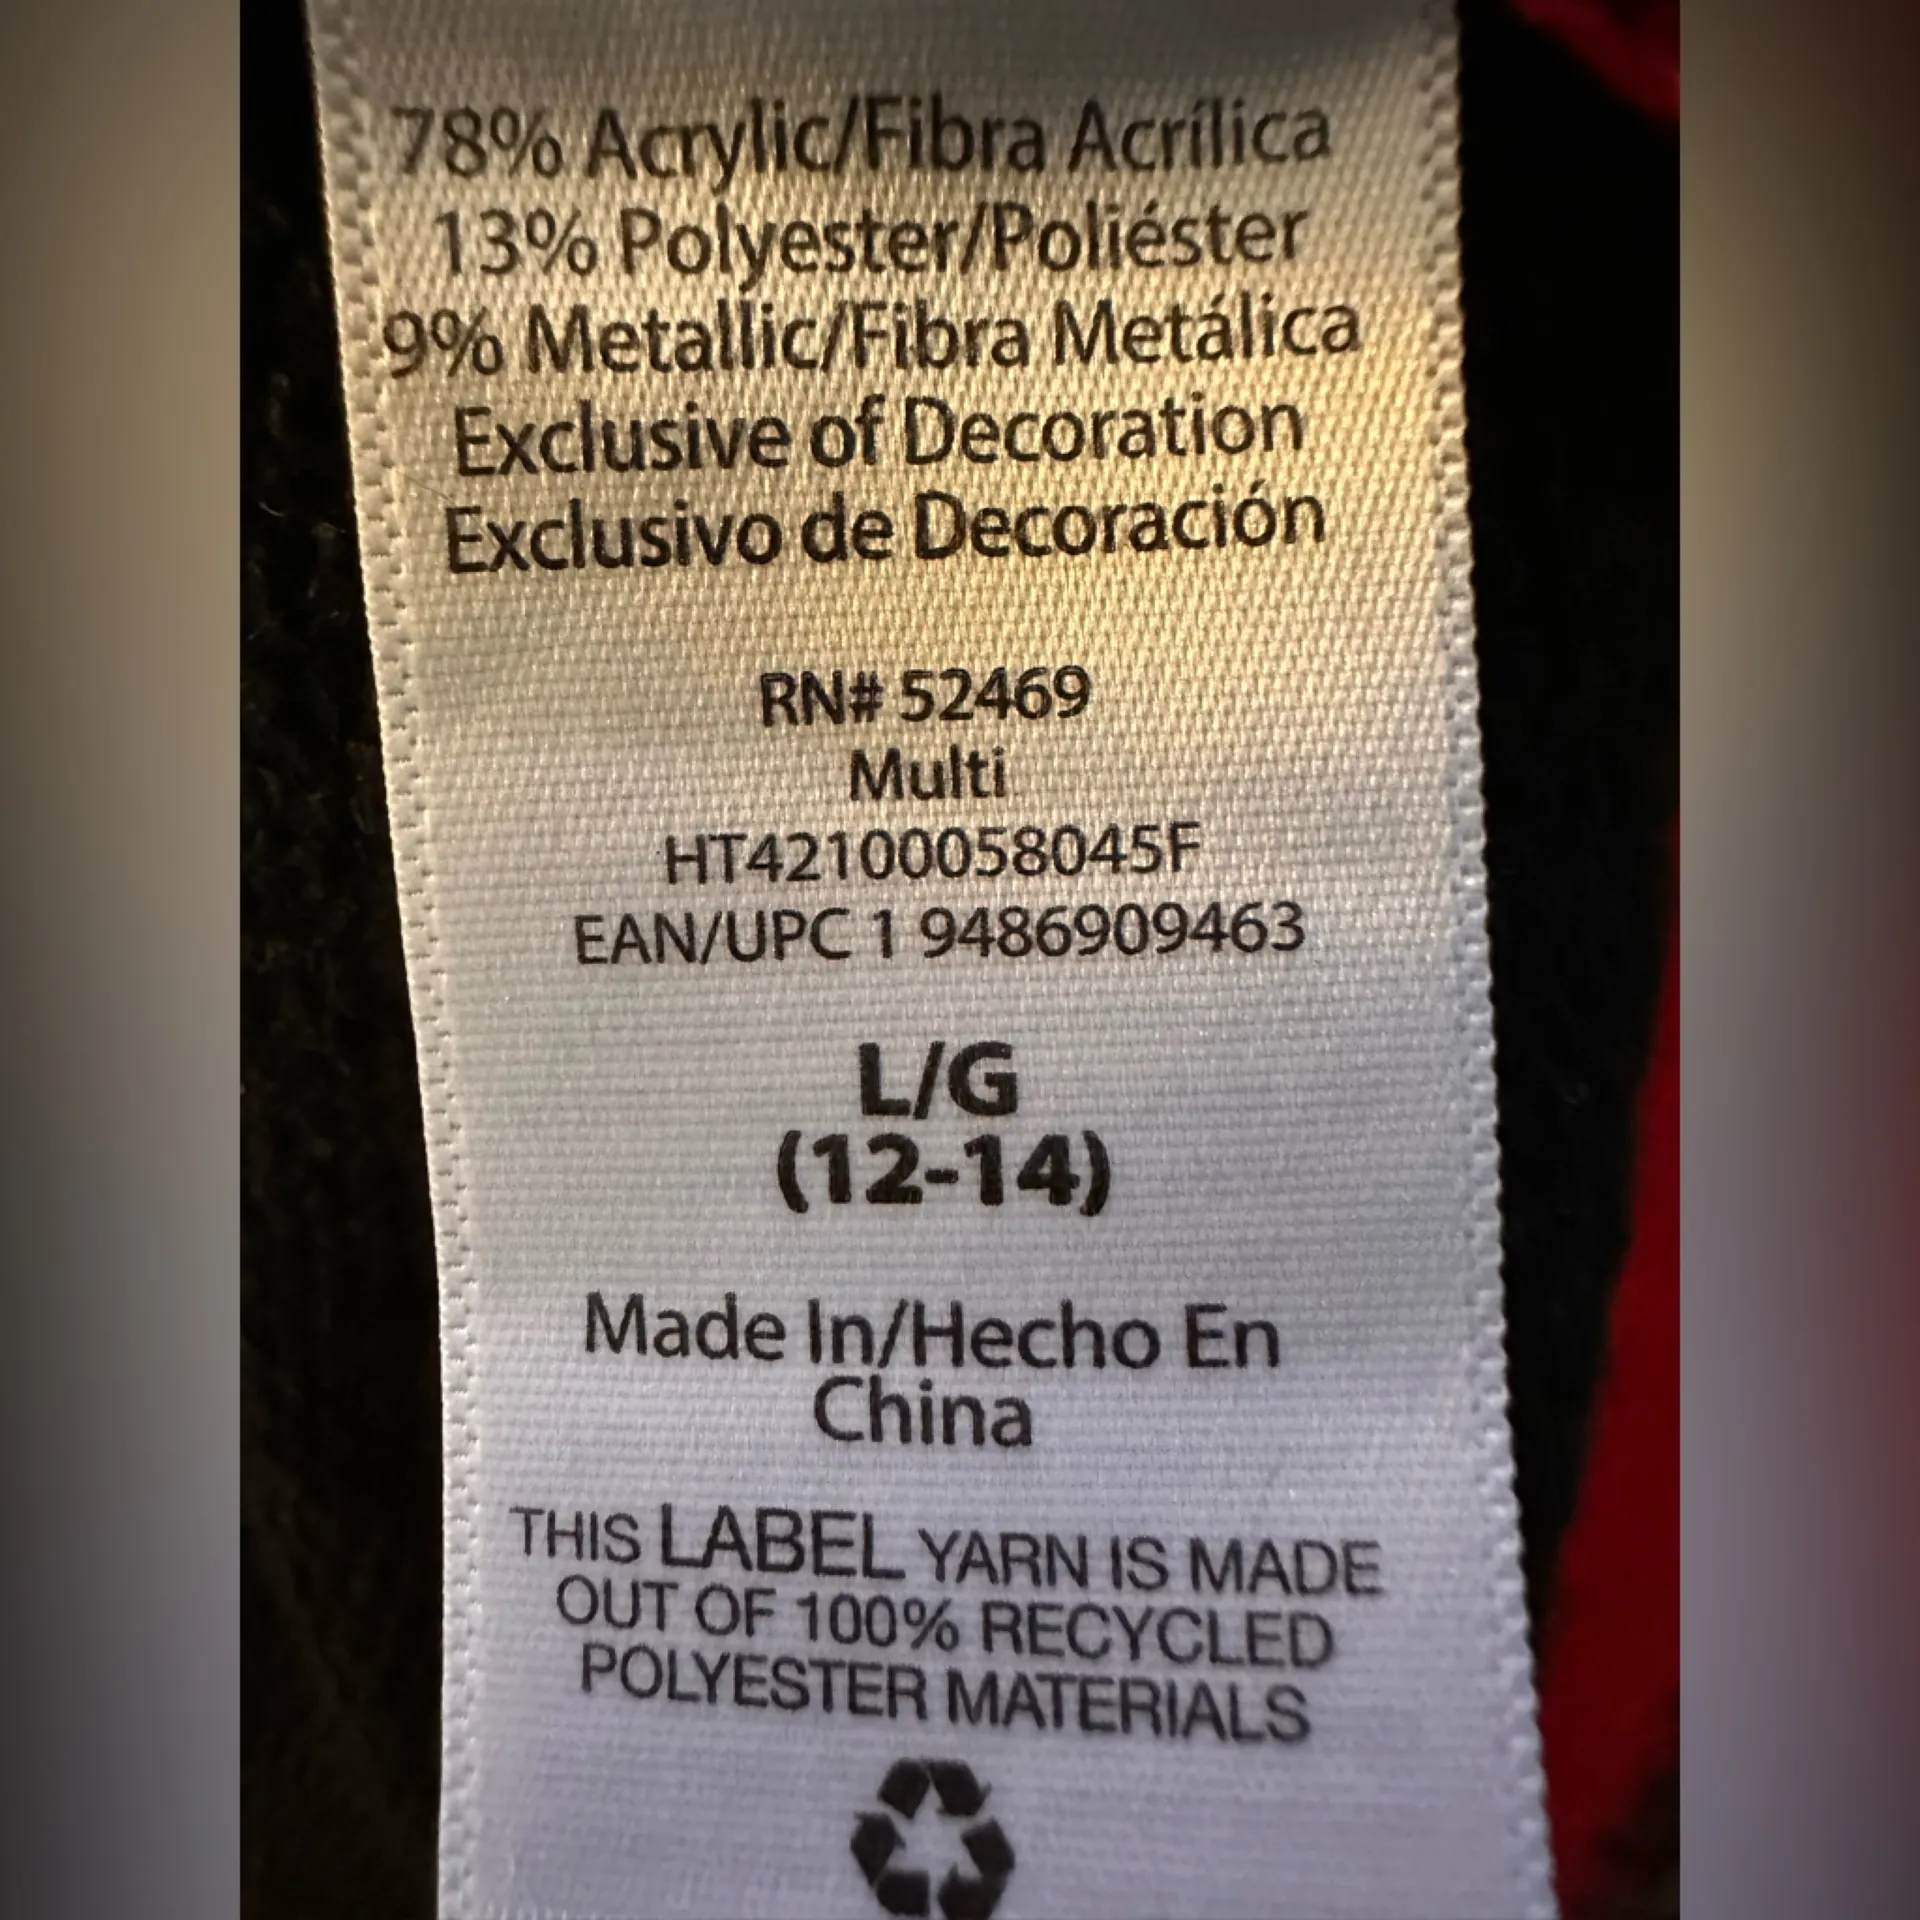 78% Acrylic/Fibra Acrílica
13% Polyester/Poliéster
9% Metallic/Fibra Metálica
Exclusive of Decoration
Exclusivo de Decoración
RN# 52469
Multi
HT42100058045F
EAN/UPC 1 9486909463
L/G
(12-14)
Made In/Hecho En
China
THIS LABEL YARN IS MADE
OUT OF 100% RECYCLED
POLYESTER MATERIALS